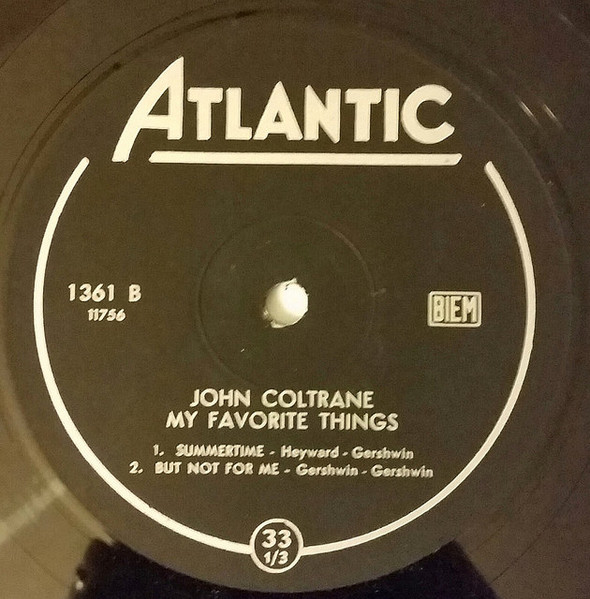 ATLANTIC
1361 B
11756
BIEM
JOHN COLTRANE
MY FAVORITE THINGS
1. SUMMERTIME - Heyward - Gershwin
2. BUT NOT FOR ME - Gershwin - Gershwin
33
1/3